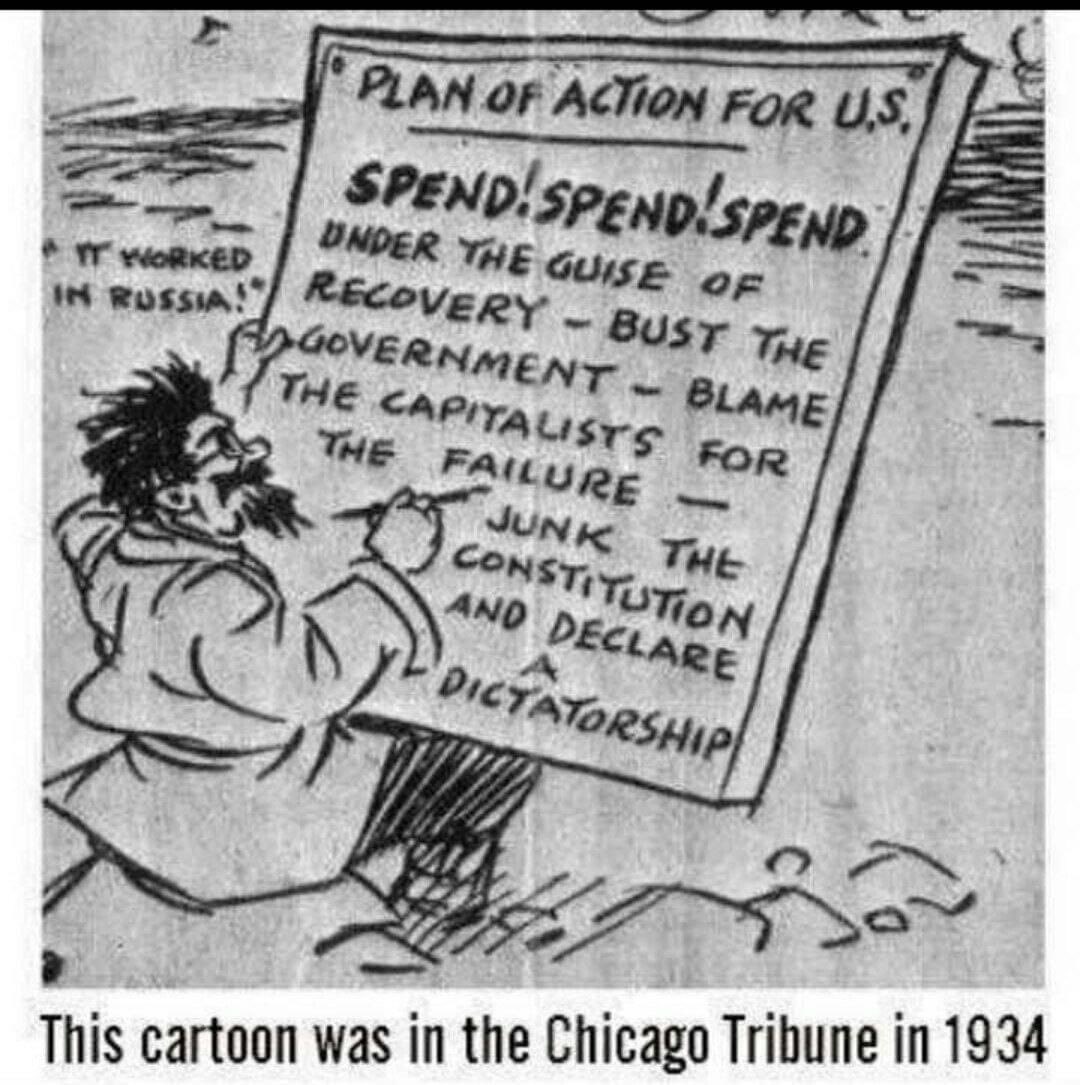 PLAN OF ACTION FOR U.S.
SPEND! SPEND! SPEND
UNDER THE GUISE OF
RECOVERY - BUST THE
GOVERNMENT - BLAME
THE CAPITALISTS FOR
THE FAILURE -
JUNK THE
CONSTITUTION
AND DECLARE
A
DICTATORSHIP
"IT WORKED
IN RUSSIA!"
This cartoon was in the Chicago Tribune in 1934